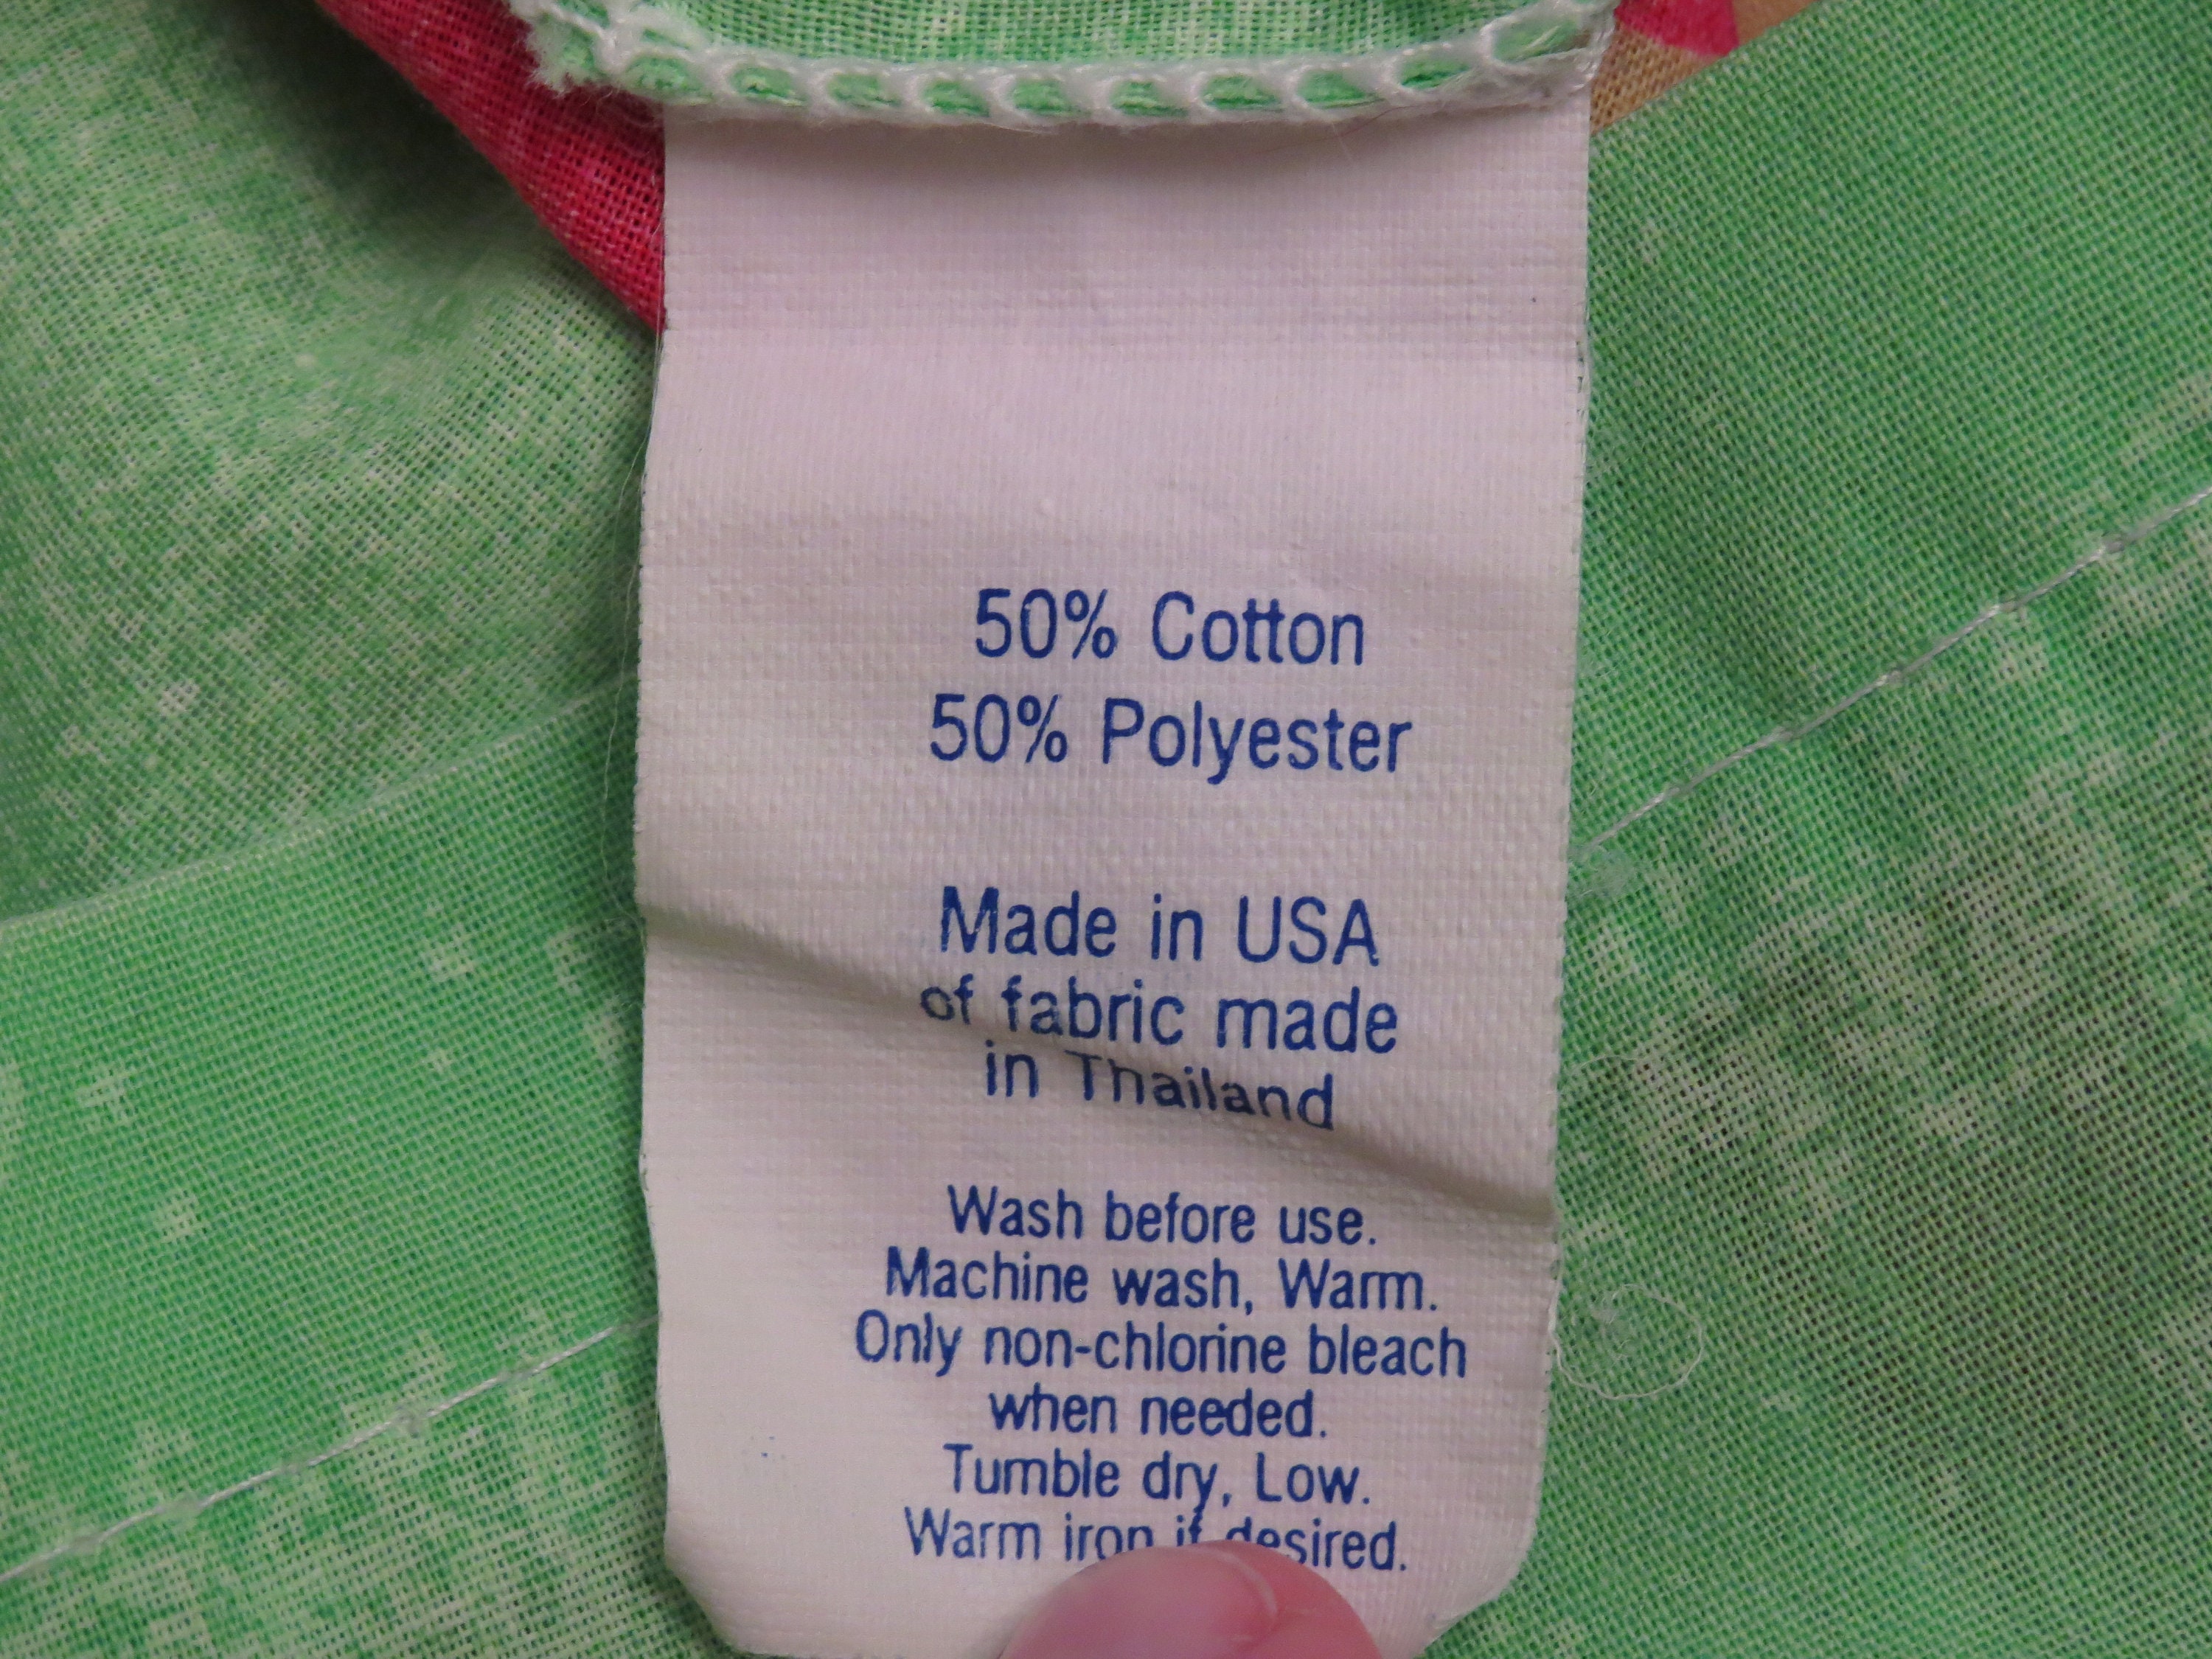 50% Cotton
50% Polyester
Made in USA
of fabric made
in Thailand
Wash before use.
Machine wash, Warm.
Only non-chlorine bleach
when needed.
Tumble dry, Low.
Warm iron if desired.